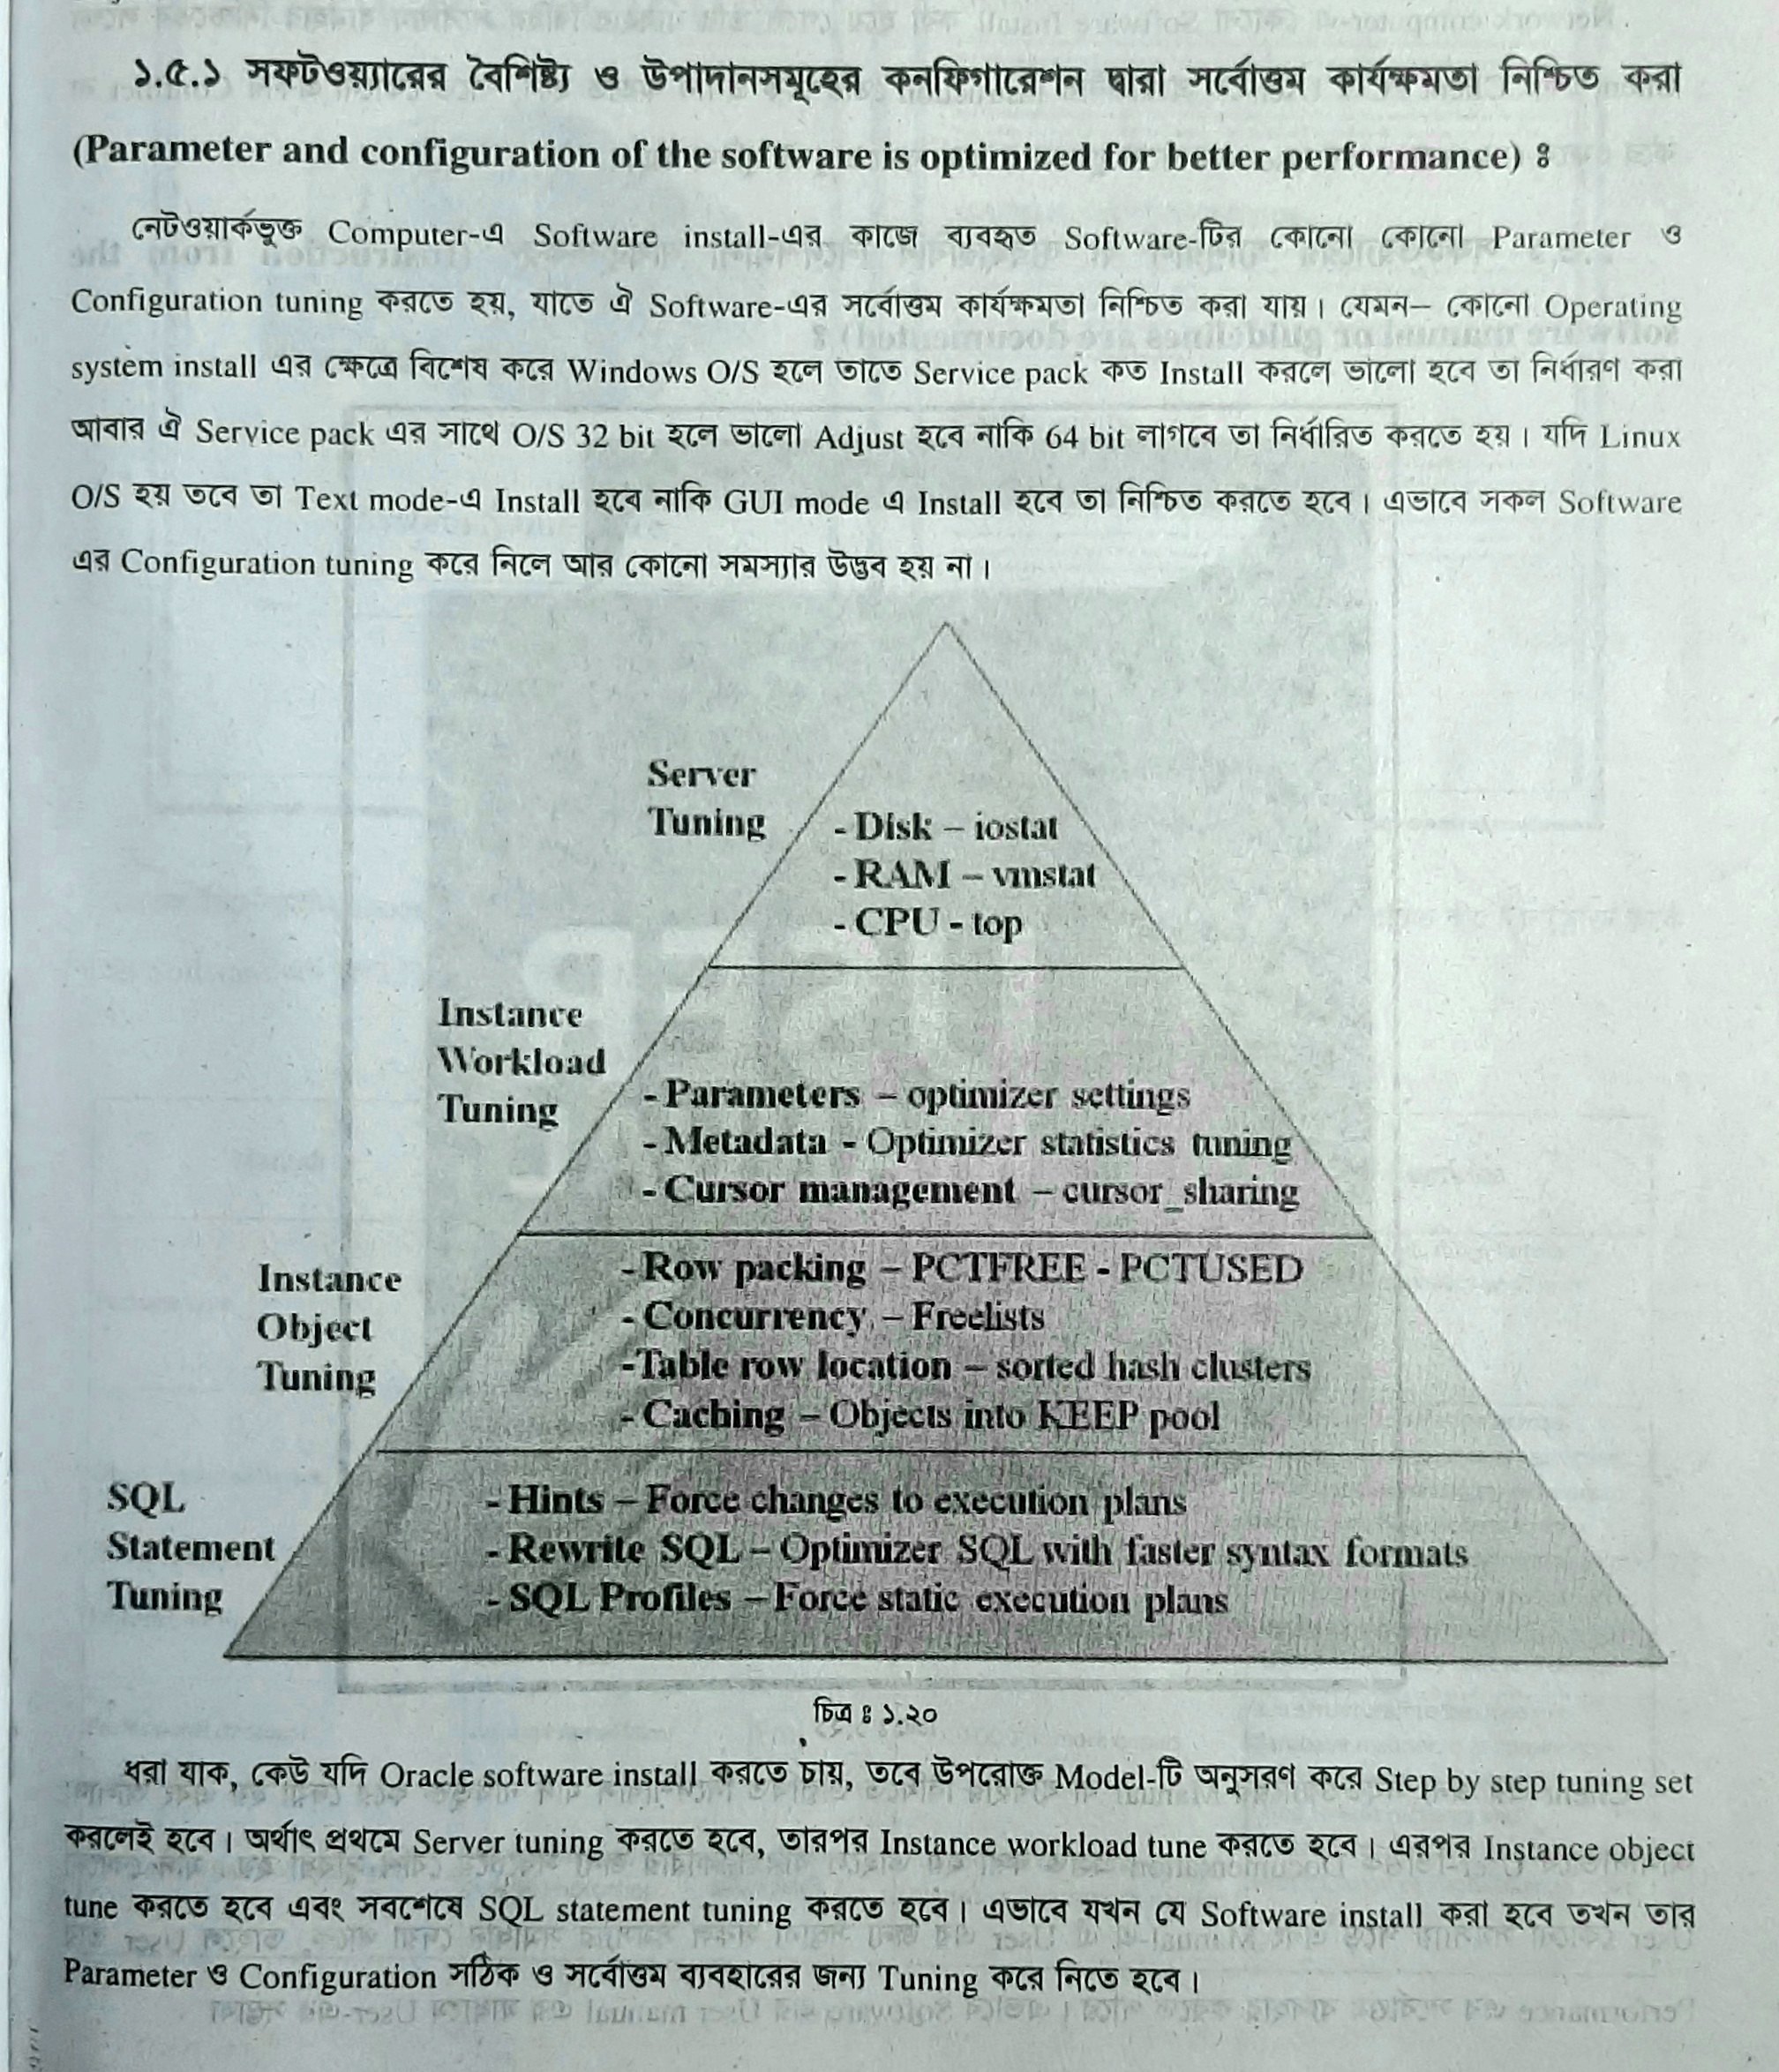 ১.৫.১ সফটওয়্যারের বৈশিষ্ট্য ও উপাদানসমূহের কনফিগারেশন দ্বারা সর্বোত্তম কার্যক্ষমতা নিশ্চিত করা
(Parameter and configuration of the software is optimized for better performance) ঃ
নেটওয়ার্কভুক্ত Computer-এ Software install-এর কাজে ব্যবহৃত Software-টির কোনো কোনো Parameter ও
Configuration tuning করতে হয়, যাতে ঐ Software-এর সর্বোত্তম কার্যক্ষমতা নিশ্চিত করা যায়। যেমন– কোনো Operating
system install এর ক্ষেত্রে বিশেষ করে Windows O/S হলে তাতে Service pack কত Install করলে ভালো হবে তা নির্ধারণ করা
আবার ঐ Service pack এর সাথে O/S 32 bit হলে ভালো Adjust হবে নাকি 64 bit লাগবে তা নির্ধারিত করতে হয়। যদি Linux
O/S হয় তবে তা Text mode-এ Install হবে নাকি GUI mode এ Install হবে তা নিশ্চিত করতে হবে। এভাবে সকল Software
এর Configuration tuning করে নিলে আর কোনো সমস্যার উদ্ভব হয় না।
Server
Tuning
- Disk – iostat
- RAM – vmstat
- CPU - top
Instance
Workload
Tuning
- Parameters – optimizer settings
- Metadata - Optimizer statistics tuning
- Cursor management – cursor_sharing
Instance
Object
Tuning
- Row packing – PCTFREE - PCTUSED
- Concurrency – Freelists
-Table row location – sorted hash clusters
- Caching – Objects into KEEP pool
SQL
Statement
Tuning
- Hints – Force changes to execution plans
- Rewrite SQL – Optimizer SQL with faster syntax formats
- SQL Profiles – Force static execution plans
চিত্র ঃ ১.২০
ধরা যাক, কেউ যদি Oracle software install করতে চায়, তবে উপরোক্ত Model-টি অনুসরণ করে Step by step tuning set
করলেই হবে। অর্থাৎ প্রথমে Server tuning করতে হবে, তারপর Instance workload tune করতে হবে। এরপর Instance object
tune করতে হবে এবং সবশেষে SQL statement tuning করতে হবে। এভাবে যখন যে Software install করা হবে তখন তার
Parameter ও Configuration সঠিক ও সর্বোত্তম ব্যবহারের জন্য Tuning করে নিতে হবে।